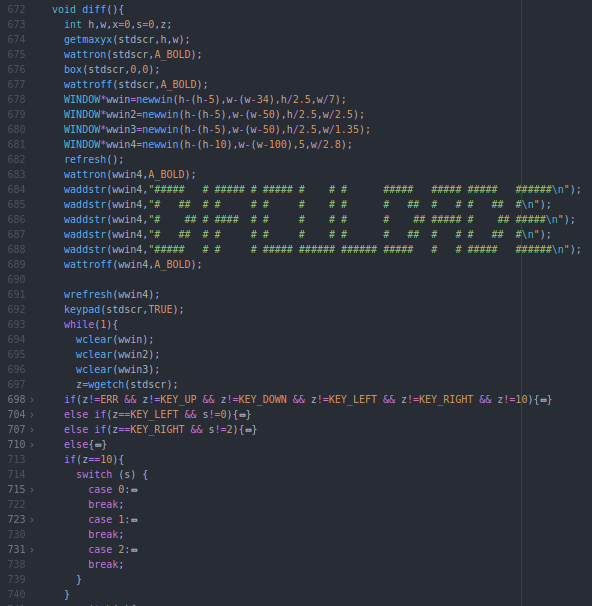 672 void diff(){
673 int h,w,x=0,s=0,z;
674 getmaxyx(stdscr,h,w);
675 wattron(stdscr,A_BOLD);
676 box(stdscr,0,0);
677 wattroff(stdscr,A_BOLD);
678 WINDOW*wwin=newwin(h-(h-5),w-(w-34),h/2.5,w/7);
679 WINDOW*wwin2=newwin(h-(h-5),w-(w-50),h/2.5,w/2.5);
680 WINDOW*wwin3=newwin(h-(h-5),w-(w-50),h/2.5,w/1.35);
681 WINDOW*wwin4=newwin(h-(h-10),w-(w-100),5,w/2.8);
682 refresh();
683 wattron(wwin4,A_BOLD);
684 waddstr(wwin4,"#####   # ##### # ##### #    # #      #####   ##### #####   ######\n");
685 waddstr(wwin4,"#   ##  # #     # #     #    # #      #   ##  #   # #   ##  #\n");
686 waddstr(wwin4,"#    ## # ####  # #     #    # #      #    ## ##### #    ## #####\n");
687 waddstr(wwin4,"#   ##  # #     # #     #    # #      #   ##  #   # #   ##  #\n");
688 waddstr(wwin4,"#####   # #     # ##### ###### ###### #####   #   # #####   ######\n");
689 wattroff(wwin4,A_BOLD);
690
691 wrefresh(wwin4);
692 keypad(stdscr,TRUE);
693 while(1){
694 wclear(wwin);
695 wclear(wwin2);
696 wclear(wwin3);
697 z=wgetch(stdscr);
698 if(z!=ERR && z!=KEY_UP && z!=KEY_DOWN && z!=KEY_LEFT && z!=KEY_RIGHT && z!=10){}
704 else if(z==KEY_LEFT && s!=0){}
707 else if(z==KEY_RIGHT && s!=2){}
710 else{}
713 if(z==10){
714 switch (s) {
715 case 0:
722 break;
723 case 1:
730 break;
731 case 2:
738 break;
739 }
740 }